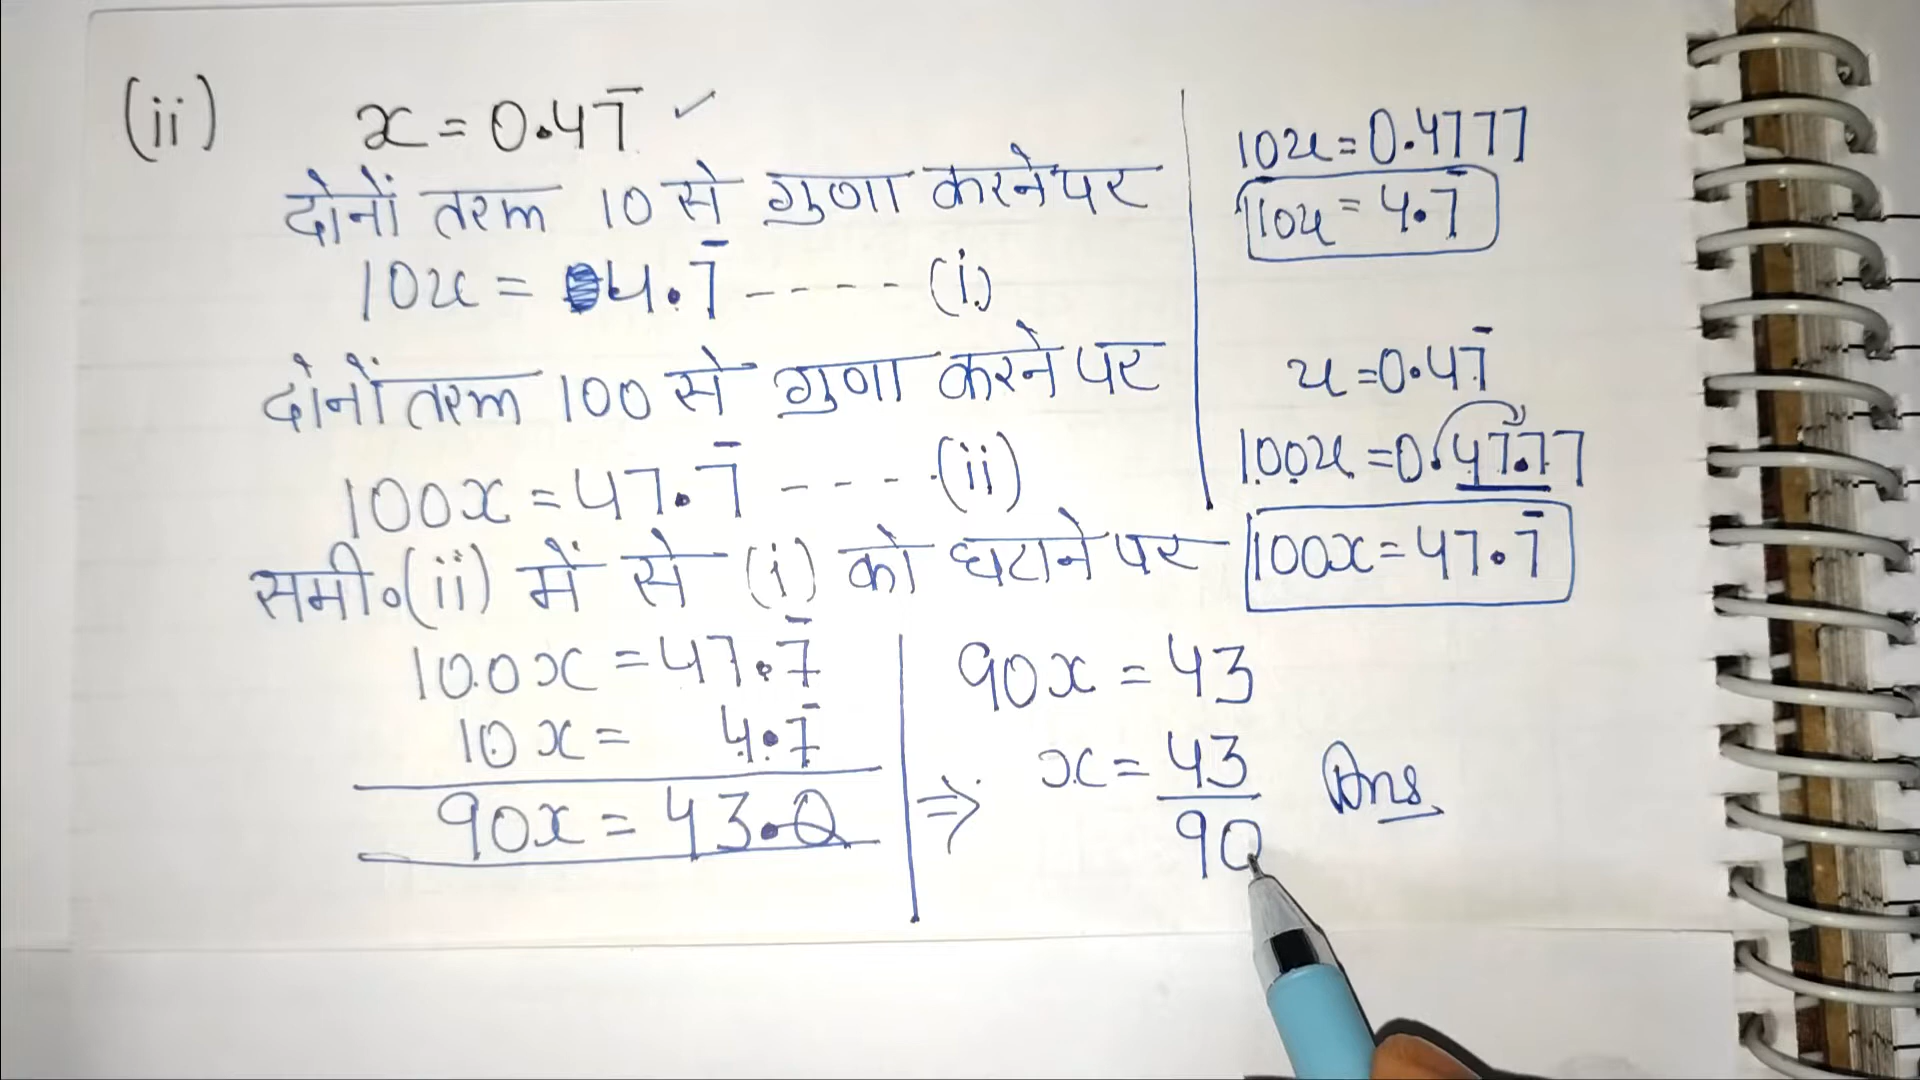 (ii) x = 0.47̄ ✓
दोनों तरफ 10 से गुणा करने पर
10x = 4.7̄ ---- (i)
दोनों तरफ 100 से गुणा करने पर
100x = 47.7̄ ---- (ii)
समी०(ii) में से (i) को घटाने पर
100x = 47.7̄
10x = 4.7̄
90x = 43.0
10x = 0.4777
10x = 4.7̄
x = 0.47̄
100x = 0.47.77
100x = 47.7̄
90x = 43
⇒ x = 43/90 Ans